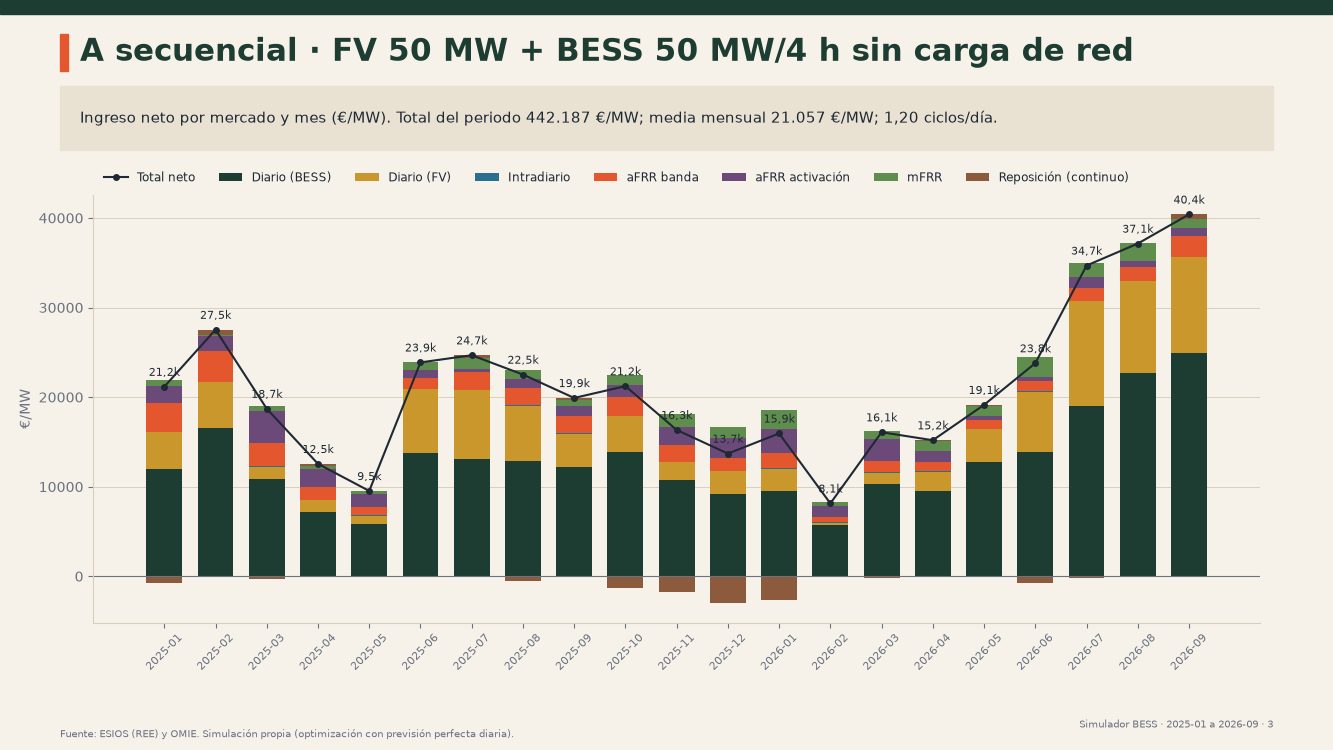 A secuencial · FV 50 MW + BESS 50 MW/4 h sin carga de red
Ingreso neto por mercado y mes (€/MW). Total del periodo 442.187 €/MW; media mensual 21.057 €/MW; 1,20 ciclos/día.
Total neto Diario (BESS) Diario (FV) Intradiario aFRR banda aFRR activación mFRR Reposición (continuo)
€/MW
40000
30000
20000
10000
0
21,2k
27,5k
18,7k
12,5k
9,5k
23,9k
24,7k
22,5k
19,9k
21,2k
16,3k
13,7k
15,9k
8,1k
16,1k
15,2k
19,1k
23,8k
34,7k
37,1k
40,4k
2025-01
2025-02
2025-03
2025-04
2025-05
2025-06
2025-07
2025-08
2025-09
2025-10
2025-11
2025-12
2026-01
2026-02
2026-03
2026-04
2026-05
2026-06
2026-07
2026-08
2026-09
Fuente: ESIOS (REE) y OMIE. Simulación propia (optimización con previsión perfecta diaria).
Simulador BESS · 2025-01 a 2026-09 · 3